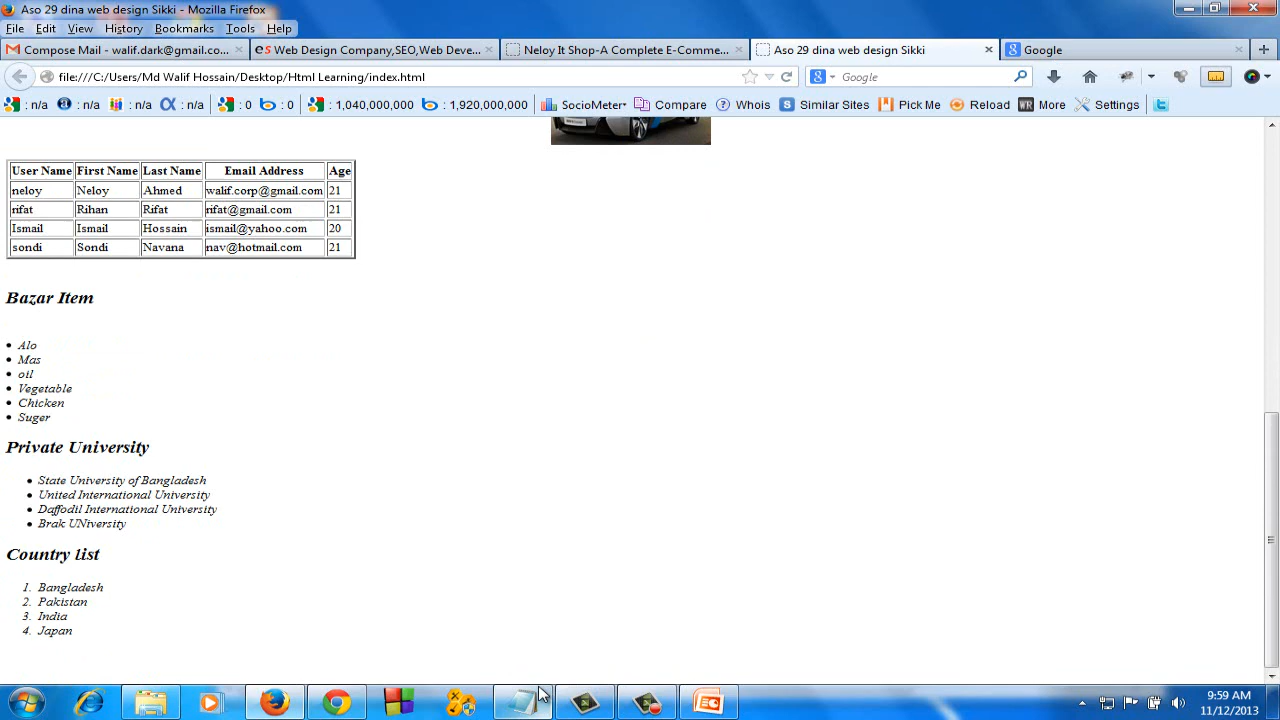 Aso 29 dina web design Sikki - Mozilla Firefox
File Edit View History Bookmarks Tools Help
Compose Mail - walif.dark@gmail.co... Web Design Company,SEO,Web Deve... Neloy It Shop-A Complete E-Comme... Aso 29 dina web design Sikki Google
file:///C:/Users/Md Walif Hossain/Desktop/Html Learning/index.html Google
: n/a : n/a : n/a : n/a : 0 : 0 : 1,040,000,000 : 1,920,000,000 SocioMeter Compare Whois Similar Sites Pick Me Reload More Settings
User Name First Name Last Name Email Address Age
neloy Neloy Ahmed walif.corp@gmail.com 21
rifat Rihan Rifat rifat@gmail.com 21
Ismail Ismail Hossain ismail@yahoo.com 20
sondi Sondi Navana nav@hotmail.com 21
Bazar Item
• Alo
• Mas
• oil
• Vegetable
• Chicken
• Suger
Private University
• State University of Bangladesh
• United International University
• Daffodil International University
• Brak UNiversity
Country list
1. Bangladesh
2. Pakistan
3. India
4. Japan
9:59 AM
11/12/2013